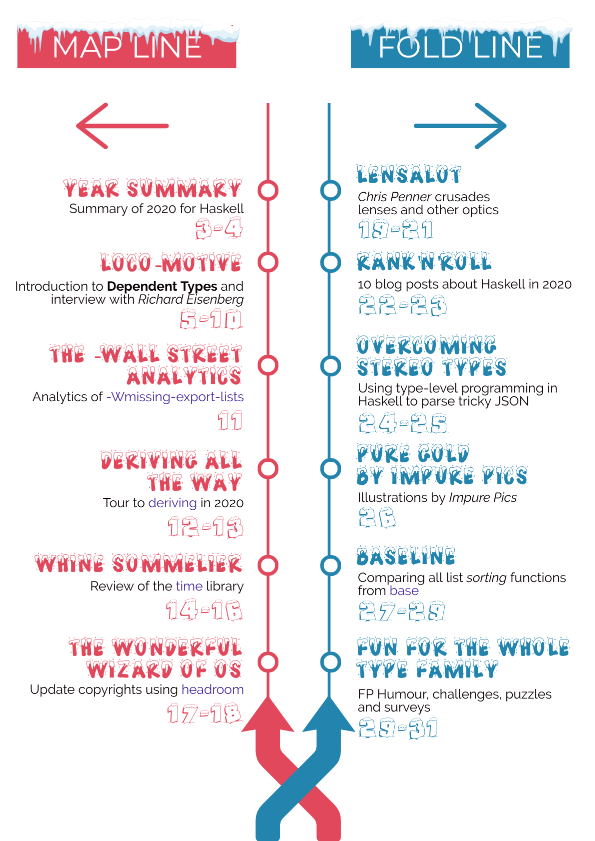 MAP LINE
YEAR SUMMARY
Summary of 2020 for Haskell
3-4
LOCO-MOTIVE
Introduction to Dependent Types and
interview with Richard Eisenberg
5-10
THE -WALL STREET
ANALYTICS
Analytics of -Wmissing-export-lists
11
DERIVING ALL
THE WAY
Tour to deriving in 2020
12-13
WHINE SUMMELIER
Review of the time library
14-16
THE WONDERFUL
WIZARD OF OS
Update copyrights using headroom
17-18
FOLD LINE
LENSALOT
Chris Penner crusades
lenses and other optics
19-21
RANK'N'ROLL
10 blog posts about Haskell in 2020
22-23
OVERCOMING
STEREO TYPES
Using type-level programming in
Haskell to parse tricky JSON
24-25
PURE GOLD
BY IMPURE PICS
Illustrations by Impure Pics
26
BASELINE
Comparing all list sorting functions
from base
27-29
FUN FOR THE WHOLE
TYPE FAMILY
FP Humour, challenges, puzzles
and surveys
29-31